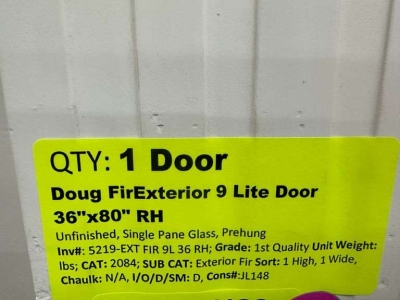 QTY: 1 Door
Doug FirExterior 9 Lite Door
36"x80" RH
Unfinished, Single Pane Glass, Prehung
Inv#: 5219-EXT FIR 9L 36 RH; Grade: 1st Quality Unit Weight:
lbs; CAT: 2084; SUB CAT: Exterior Fir Sort: 1 High, 1 Wide,
Chaulk: N/A, I/O/D/SM: D, Cons#:JL148